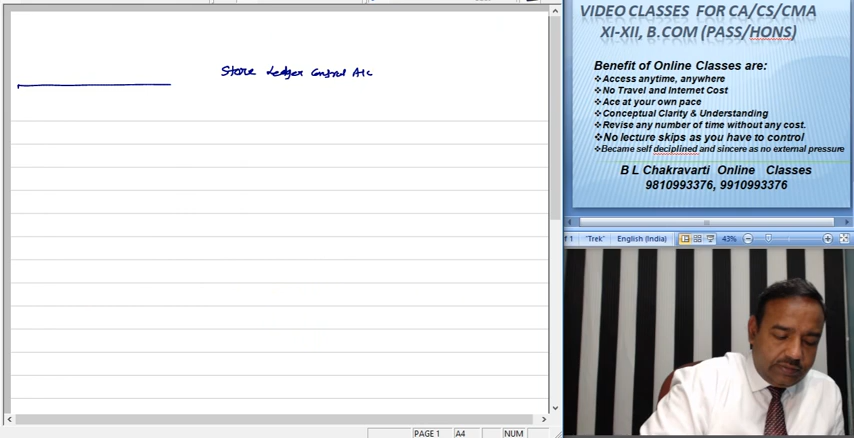 Store Ledger Control A/c
VIDEO CLASSES FOR CA/CS/CMA
XI-XII, B.COM (PASS/HONS)
Benefit of Online Classes are:
❖Access anytime, anywhere
❖No Travel and Internet Cost
❖Ace at your own pace
❖Conceptual Clarity & Understanding
❖Revise any number of time without any cost.
❖No lecture skips as you have to control
❖Became self deciplined and sincere as no external pressure
B L Chakravarti Online Classes
9810993376, 9910993376
f 1 "Trek" English (India) 43%
PAGE 1 A4 NUM